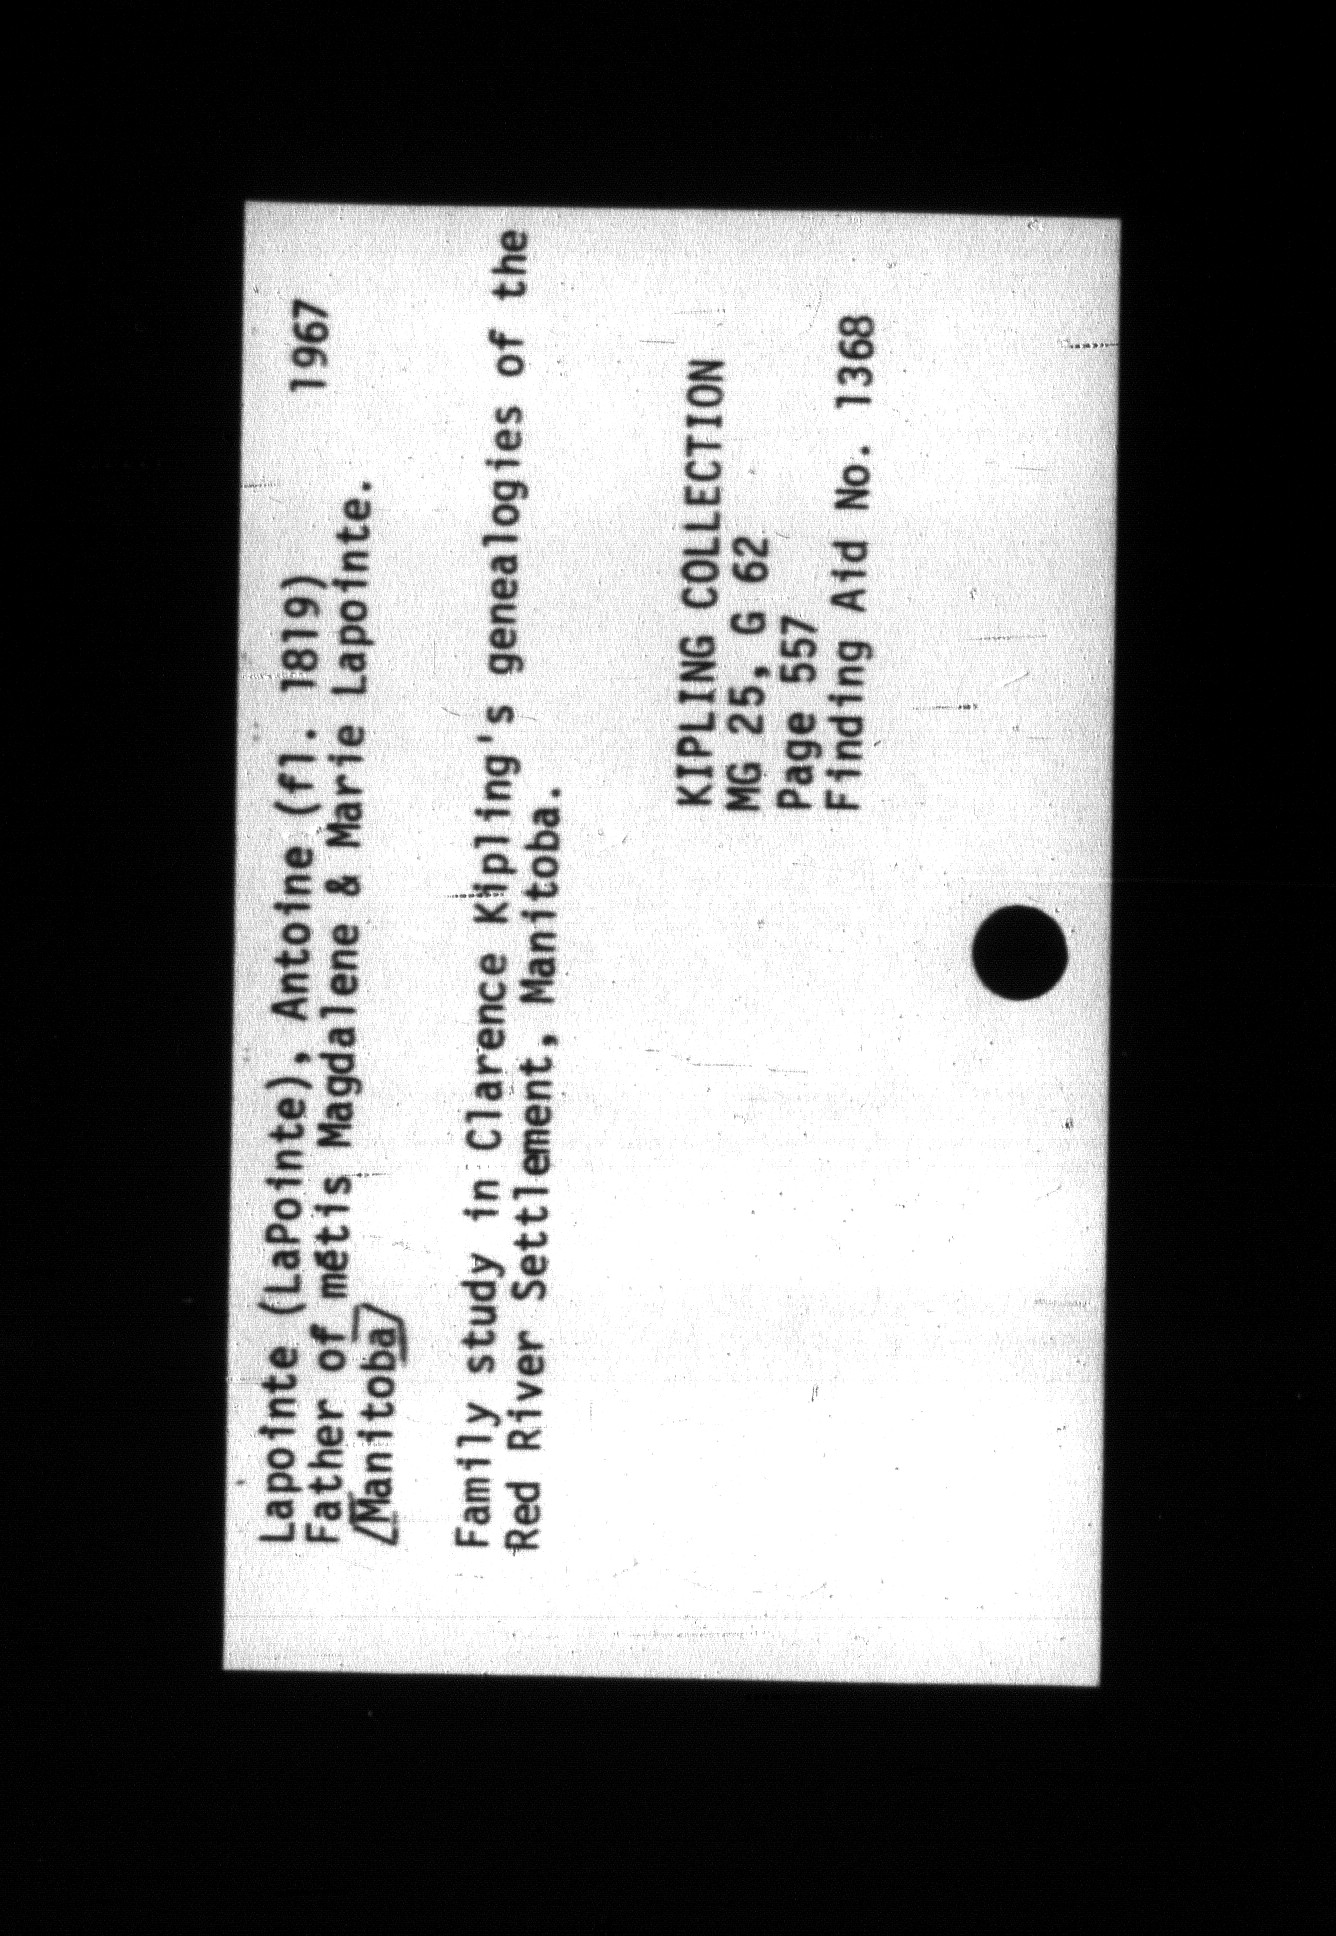 Lapointe (LaPointe), Antoine (fl. 1819) 1967
Father of métis Magdalene & Marie Lapointe.
[Manitoba]
Family study in Clarence Kipling's genealogies of the
Red River Settlement, Manitoba.
KIPLING COLLECTION
MG 25, G 62
Page 557
Finding Aid No. 1368